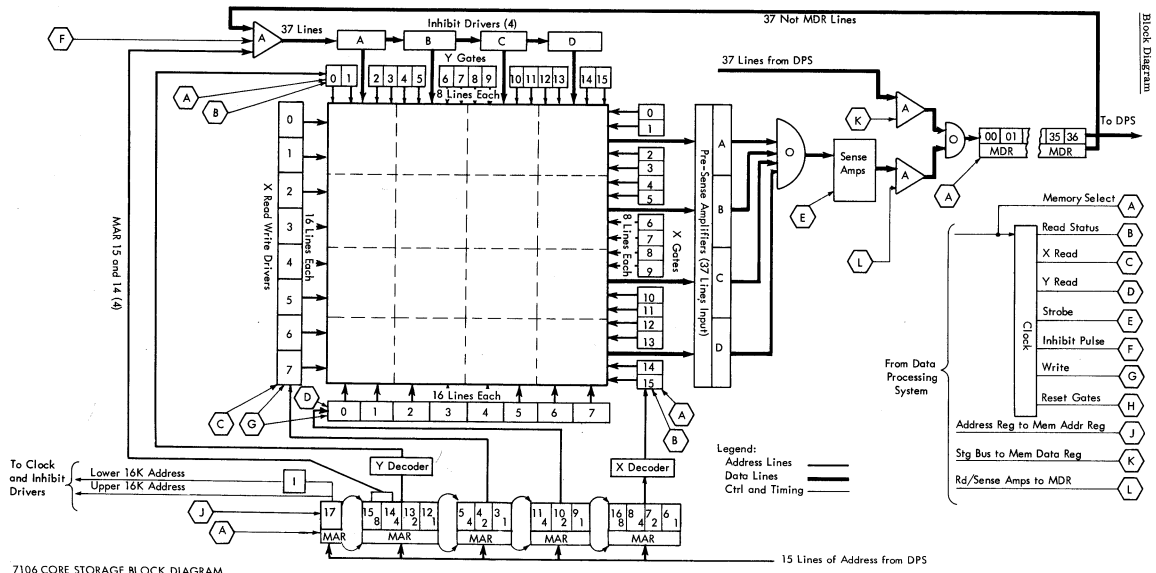 Block Diagram
37 Lines
Inhibit Drivers (4)
37 Not MDR Lines
F
A
A B C D
Y Gates
37 Lines from DPS
0 1 2 3 4 5 6 7 8 9 10 11 12 13 14 15
8 Lines Each
A
B
K
A
To DPS
O
00 01 35 36
MDR MDR
A
X Read Write Drivers
0
1
2
3
4
5
6
7
16 Lines Each
0
1
2
3
4
5
6
7
8
9
10
11
12
13
14
15
8 Lines Each
X Gates
Pre-Sense Amplifiers (37 Lines Input)
A
B
C
D
O
Sense
Amps
E
A
L
MAR 15 and 14 (4)
From Data
Processing
System
Clock
Memory Select A
Read Status B
X Read C
Y Read D
Strobe E
Inhibit Pulse F
Write G
Reset Gates H
Address Reg to Mem Addr Reg J
Stg Bus to Mem Data Reg K
Rd/Sense Amps to MDR L
C
G
D
16 Lines Each
0 1 2 3 4 5 6 7
A
B
Y Decoder
X Decoder
Legend:
Address Lines
Data Lines
Ctrl and Timing
To Clock
and Inhibit
Drivers
Lower 16K Address
Upper 16K Address
I
J
A
17 15 14 13 12 5 4 3 11 10 9 16 8 7 6
8 4 2 1 4 2 1 4 2 1 8 4 2 1
MAR MAR MAR MAR MAR
15 Lines of Address from DPS
7106 CORE STORAGE BLOCK DIAGRAM